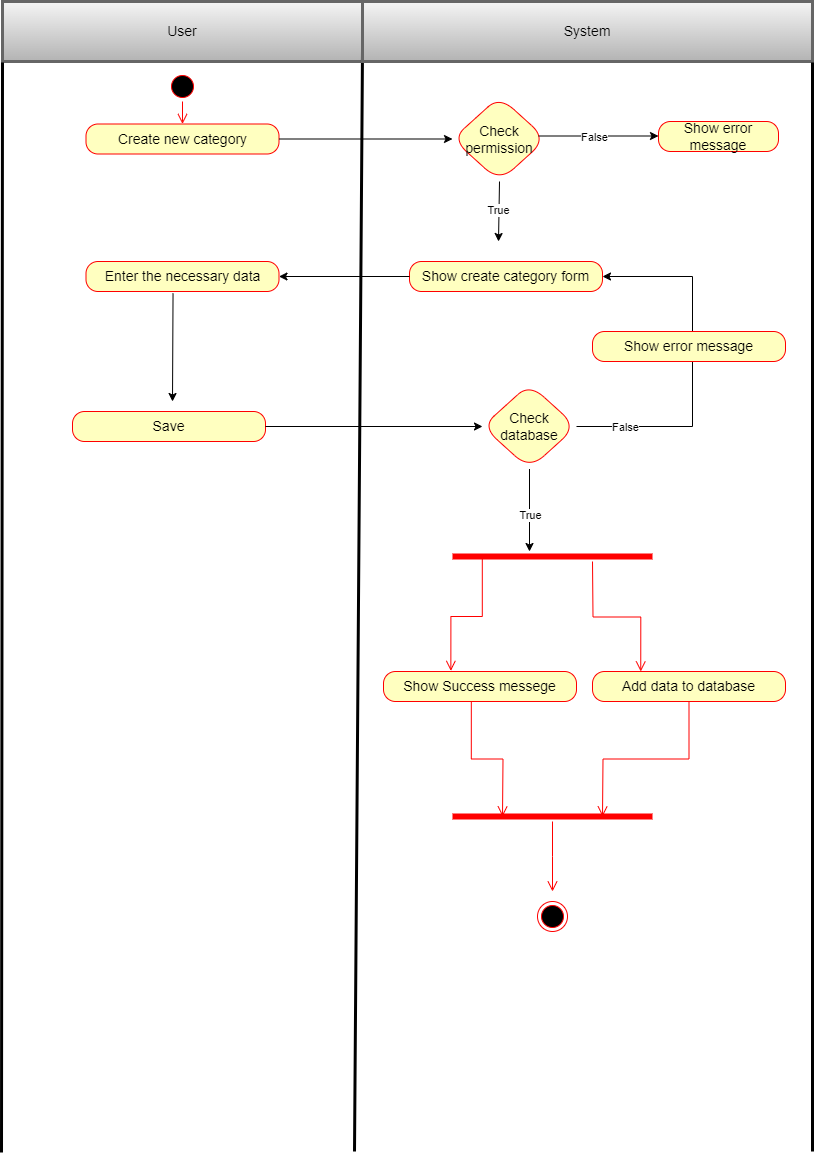 User
System
Create new category
Check
permission
False
Show error
message
True
Enter the necessary data
Show create category form
Show error message
Save
Check
database
False
True
Show Success messege
Add data to database